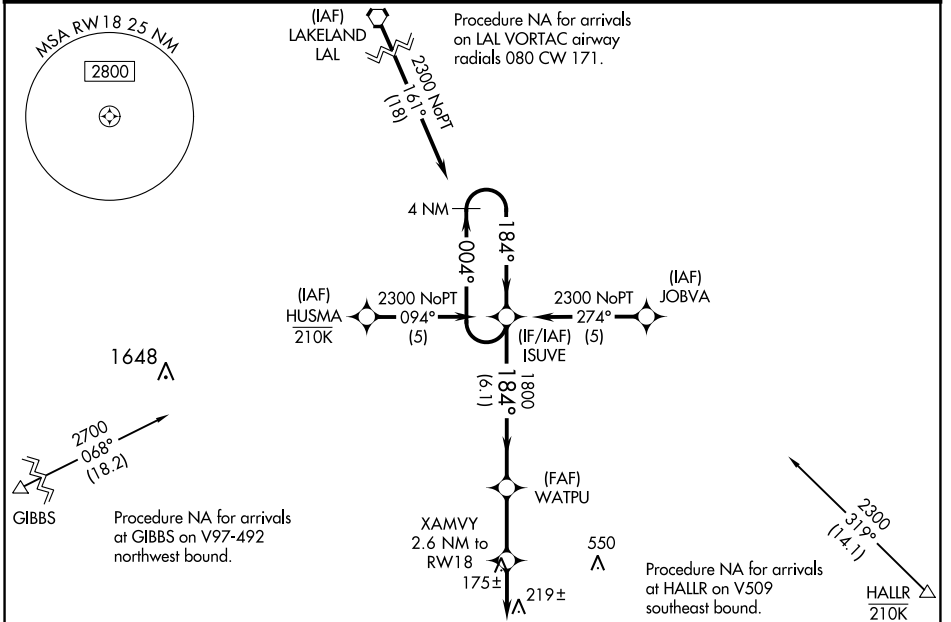 MSA RW18 25 NM
2800
(IAF)
LAKELAND
LAL
Procedure NA for arrivals
on LAL VORTAC airway
radials 080 CW 171.
2300 NoPT
161°
(18)
4 NM
004°
184°
(IAF)
HUSMA
210K
2300 NoPT
094°
(5)
2300 NoPT
274°
(5)
(IAF)
JOBVA
(IF/IAF)
ISUVE
1800
184°
(6.1)
1648
2700
068°
(18.2)
GIBBS
Procedure NA for arrivals
at GIBBS on V97-492
northwest bound.
(FAF)
WATPU
XAMVY
2.6 NM to
RW18
175±
219±
550
2300
319°
(14.1)
Procedure NA for arrivals
at HALLR on V509
southeast bound.
HALLR
210K